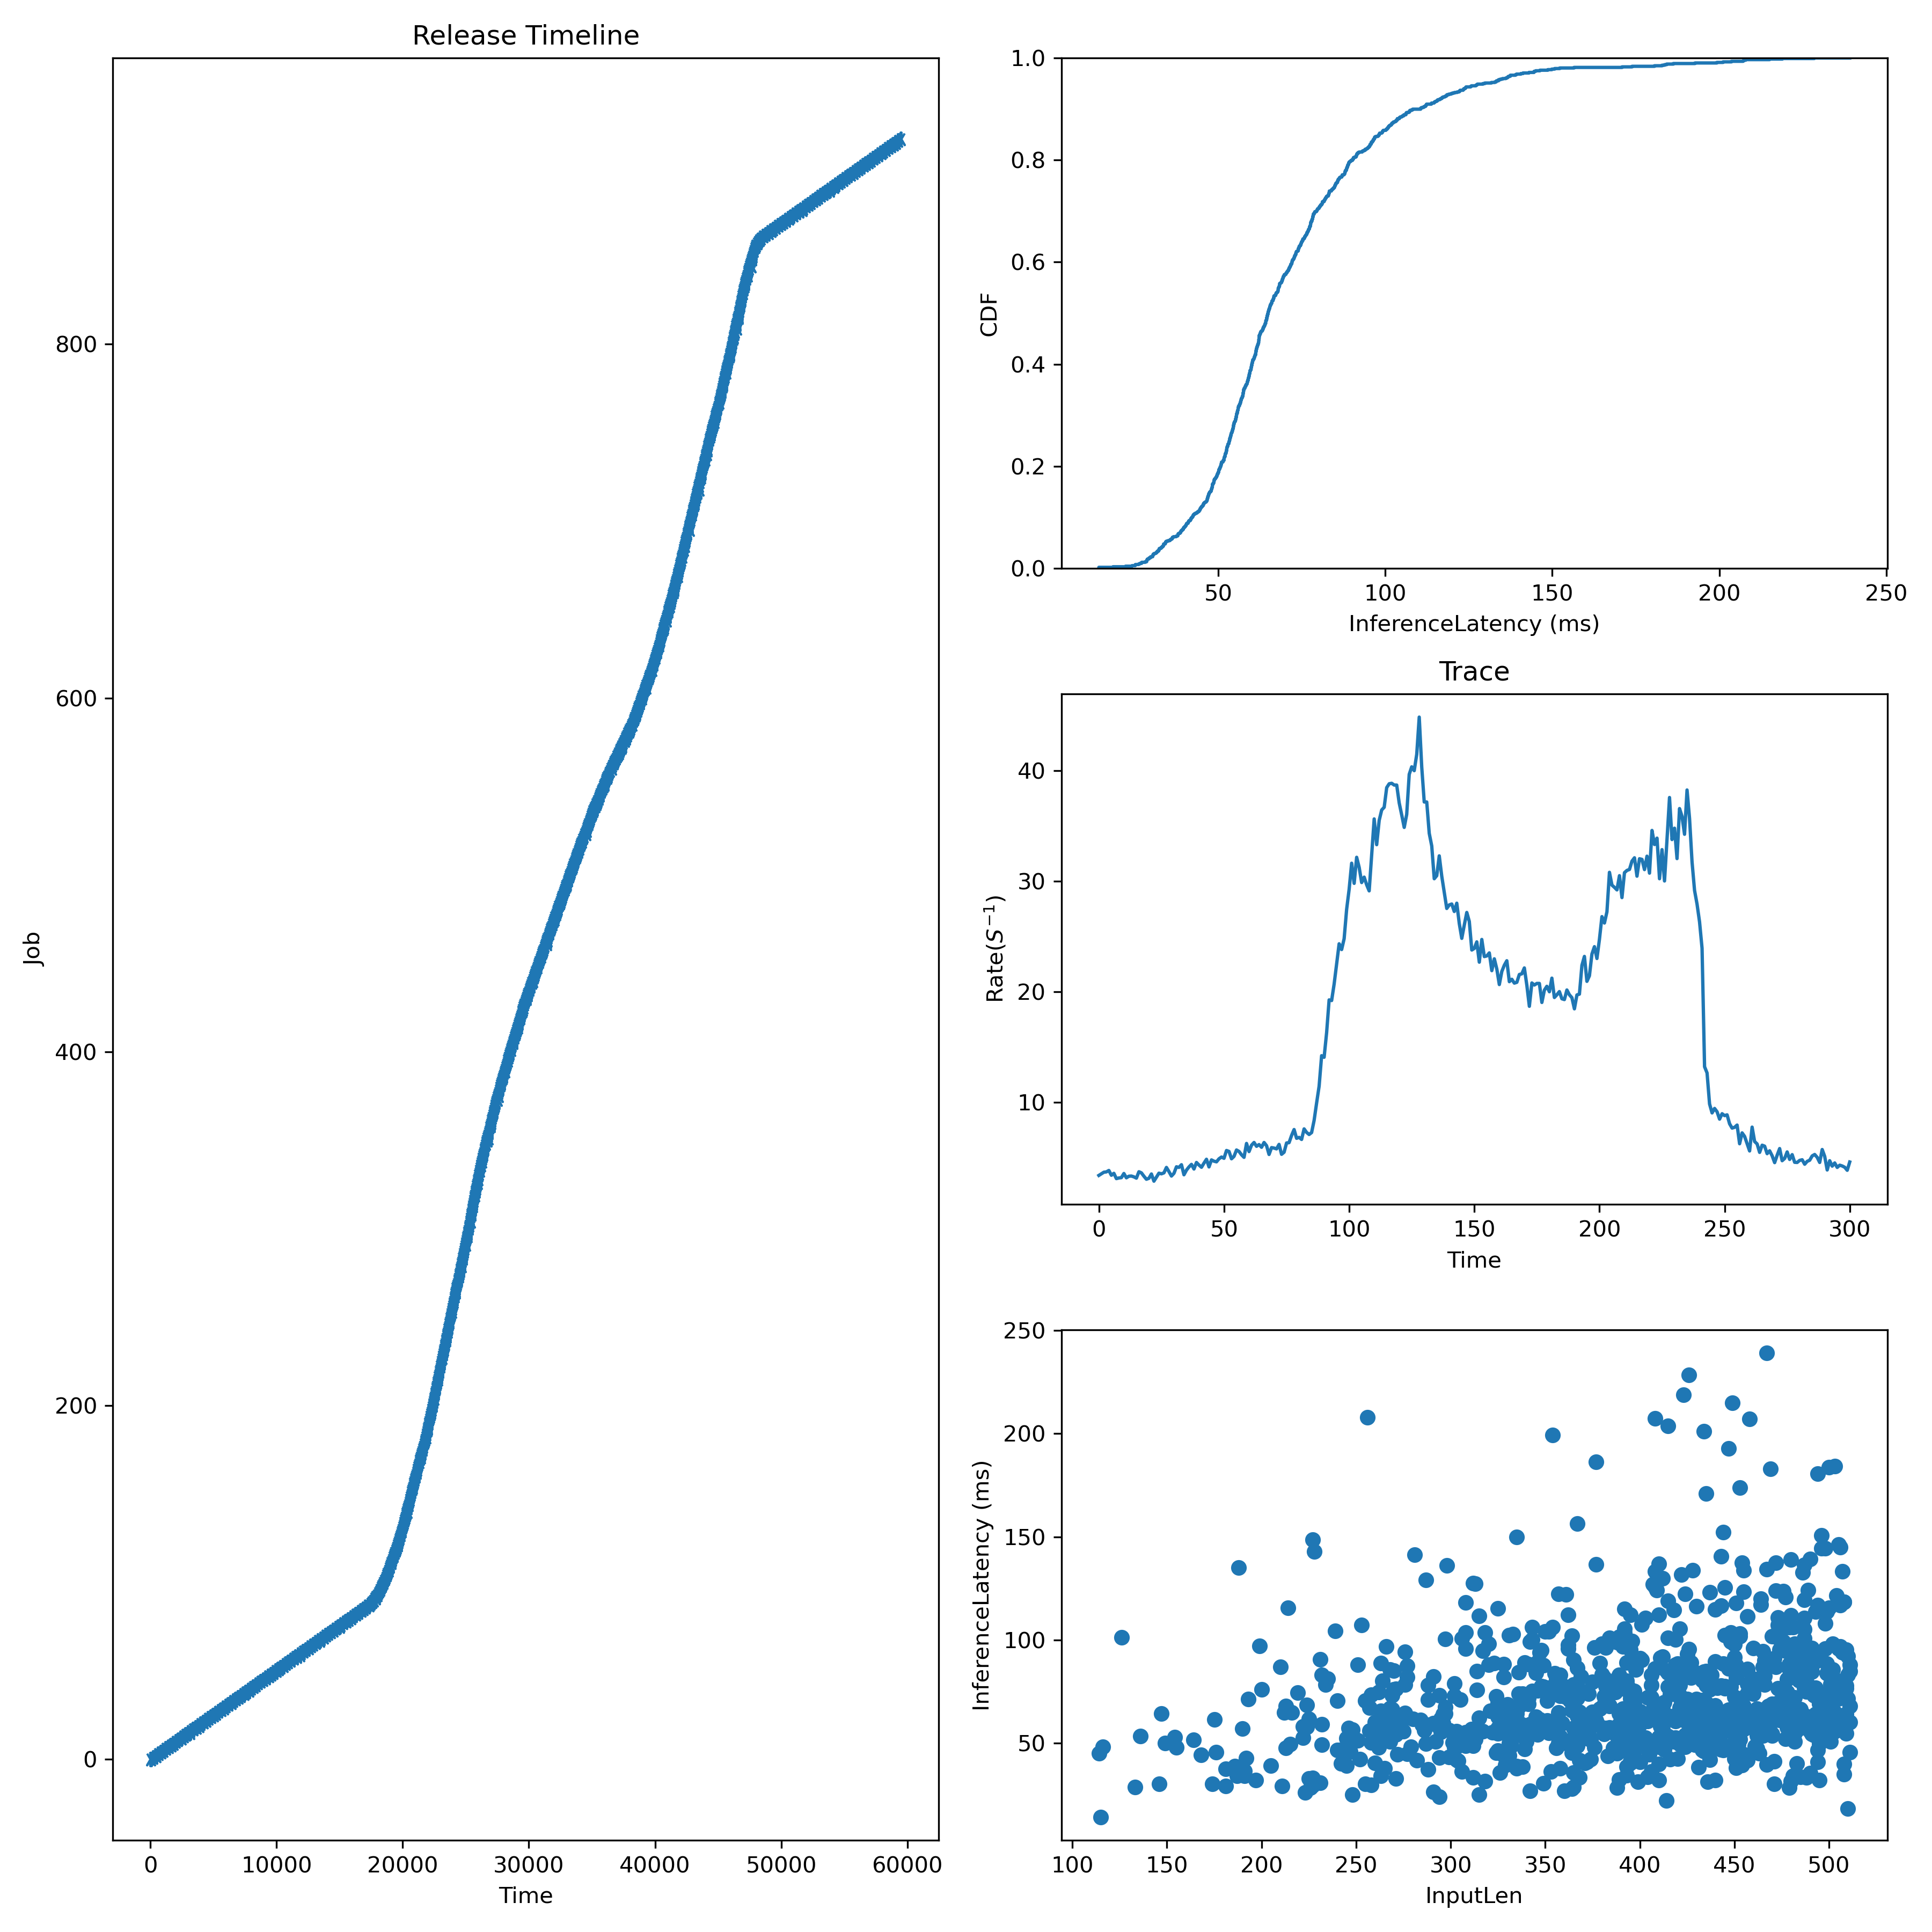 Release Timeline
Job
800
600
400
200
0
0 10000 20000 30000 40000 50000 60000
Time
CDF
1.0
0.8
0.6
0.4
0.2
0.0
50 100 150 200 250
InferenceLatency (ms)
Trace
Rate(S⁻¹)
40
30
20
10
0 50 100 150 200 250 300
Time
InferenceLatency (ms)
250
200
150
100
50
100 150 200 250 300 350 400 450 500
InputLen